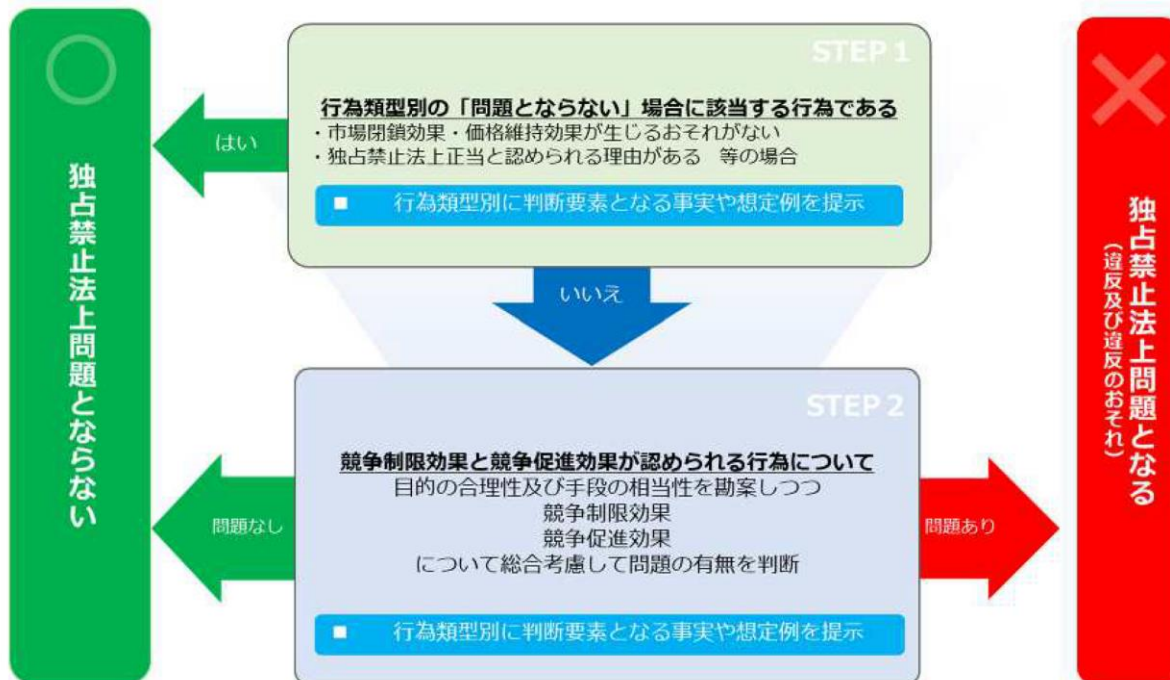 独占禁止法上問題とならない
はい
STEP 1
行為類型別の「問題とならない」場合に該当する行為である
・市場閉鎖効果・価格維持効果が生じるおそれがない
・独占禁止法上正当と認められる理由がある　等の場合
■　行為類型別に判断要素となる事実や想定例を提示
いいえ
STEP 2
競争制限効果と競争促進効果が認められる行為について
目的の合理性及び手段の相当性を勘案しつつ
競争制限効果
競争促進効果
について総合考慮して問題の有無を判断
■　行為類型別に判断要素となる事実や想定例を提示
問題なし
問題あり
独占禁止法上問題となる
（違反及び違反のおそれ）